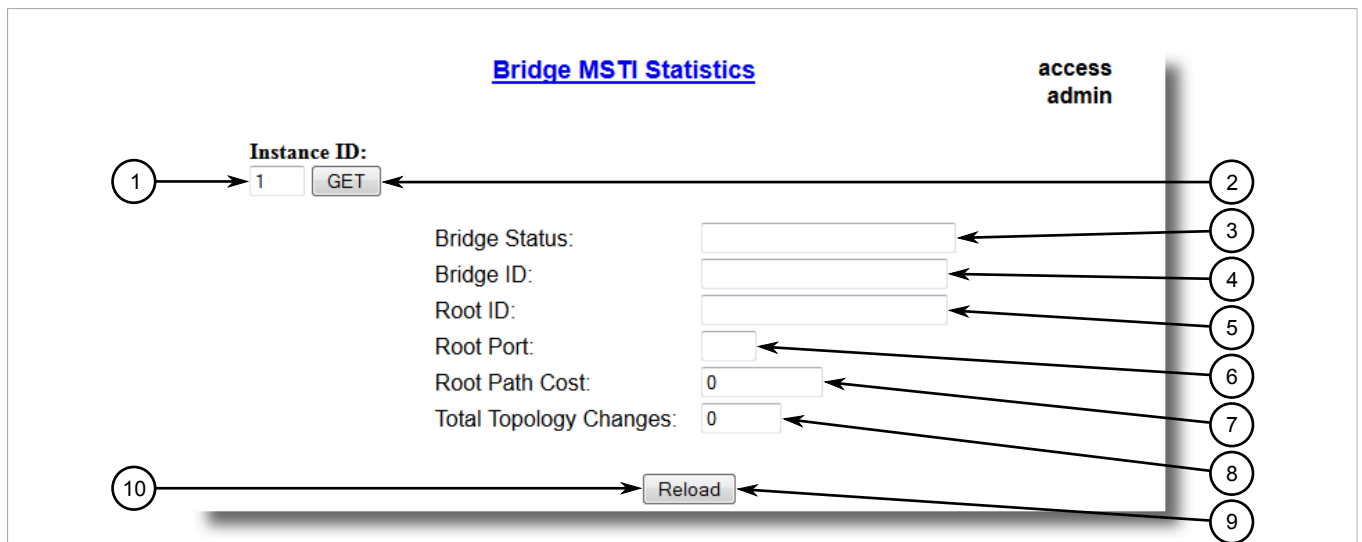 Bridge MSTI Statistics
access
admin
Instance ID:
1
1 GET
2
Bridge Status:
3
Bridge ID:
4
Root ID:
5
Root Port:
6
Root Path Cost: 0
7
Total Topology Changes: 0
8
10
Reload
9